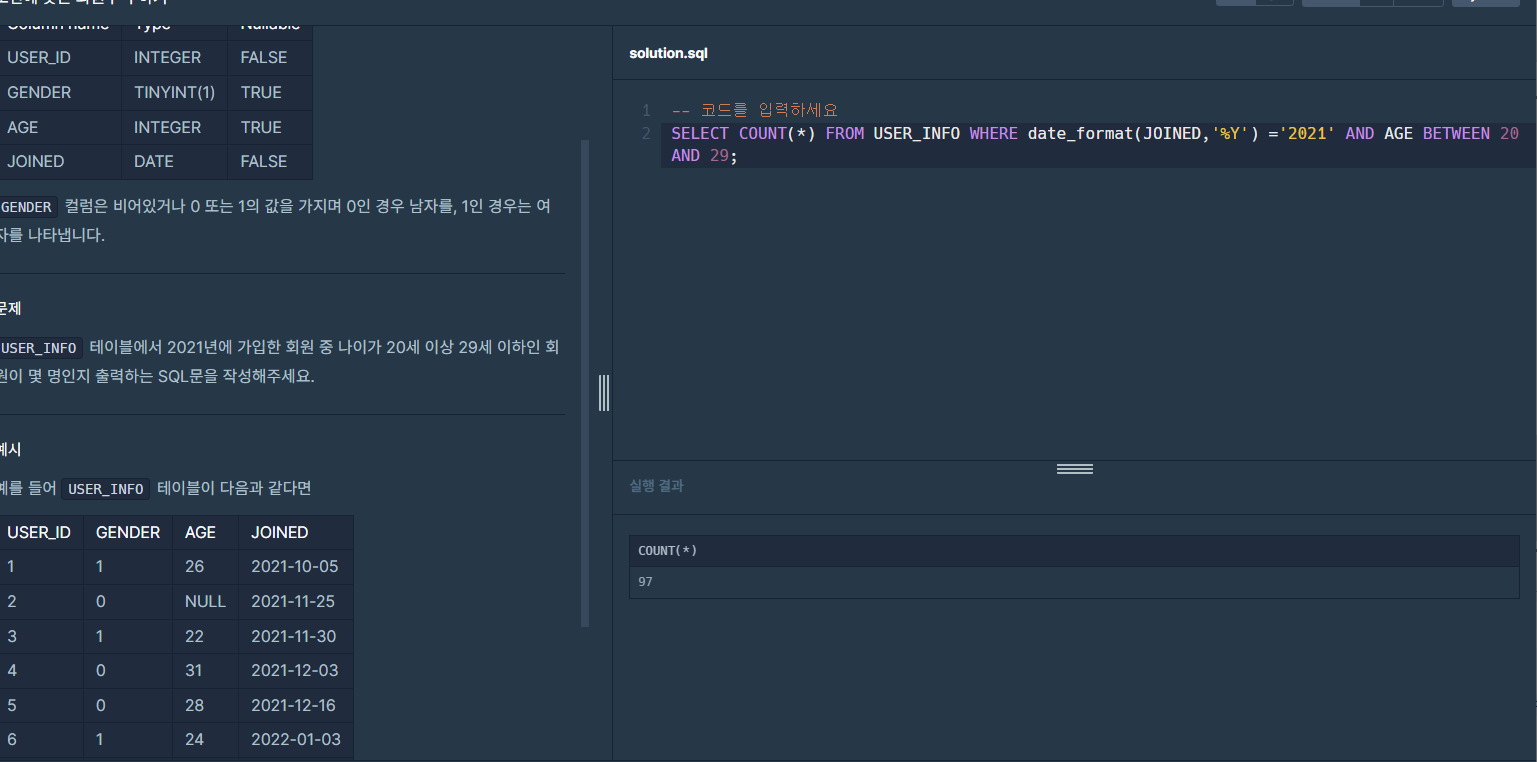 Column name Type Nullable
USER_ID INTEGER FALSE
GENDER TINYINT(1) TRUE
AGE INTEGER TRUE
JOINED DATE FALSE
GENDER 컬럼은 비어있거나 0 또는 1의 값을 가지며 0인 경우 남자를, 1인 경우는 여
자를 나타냅니다.
문제
USER_INFO 테이블에서 2021년에 가입한 회원 중 나이가 20세 이상 29세 이하인 회
원이 몇 명인지 출력하는 SQL문을 작성해주세요.
예시
예를 들어 USER_INFO 테이블이 다음과 같다면
USER_ID GENDER AGE JOINED
1 1 26 2021-10-05
2 0 NULL 2021-11-25
3 1 22 2021-11-30
4 0 31 2021-12-03
5 0 28 2021-12-16
6 1 24 2022-01-03
solution.sql
1 -- 코드를 입력하세요
2 SELECT COUNT(*) FROM USER_INFO WHERE date_format(JOINED,'%Y') ='2021' AND AGE BETWEEN 20
AND 29;
실행 결과
COUNT(*)
97